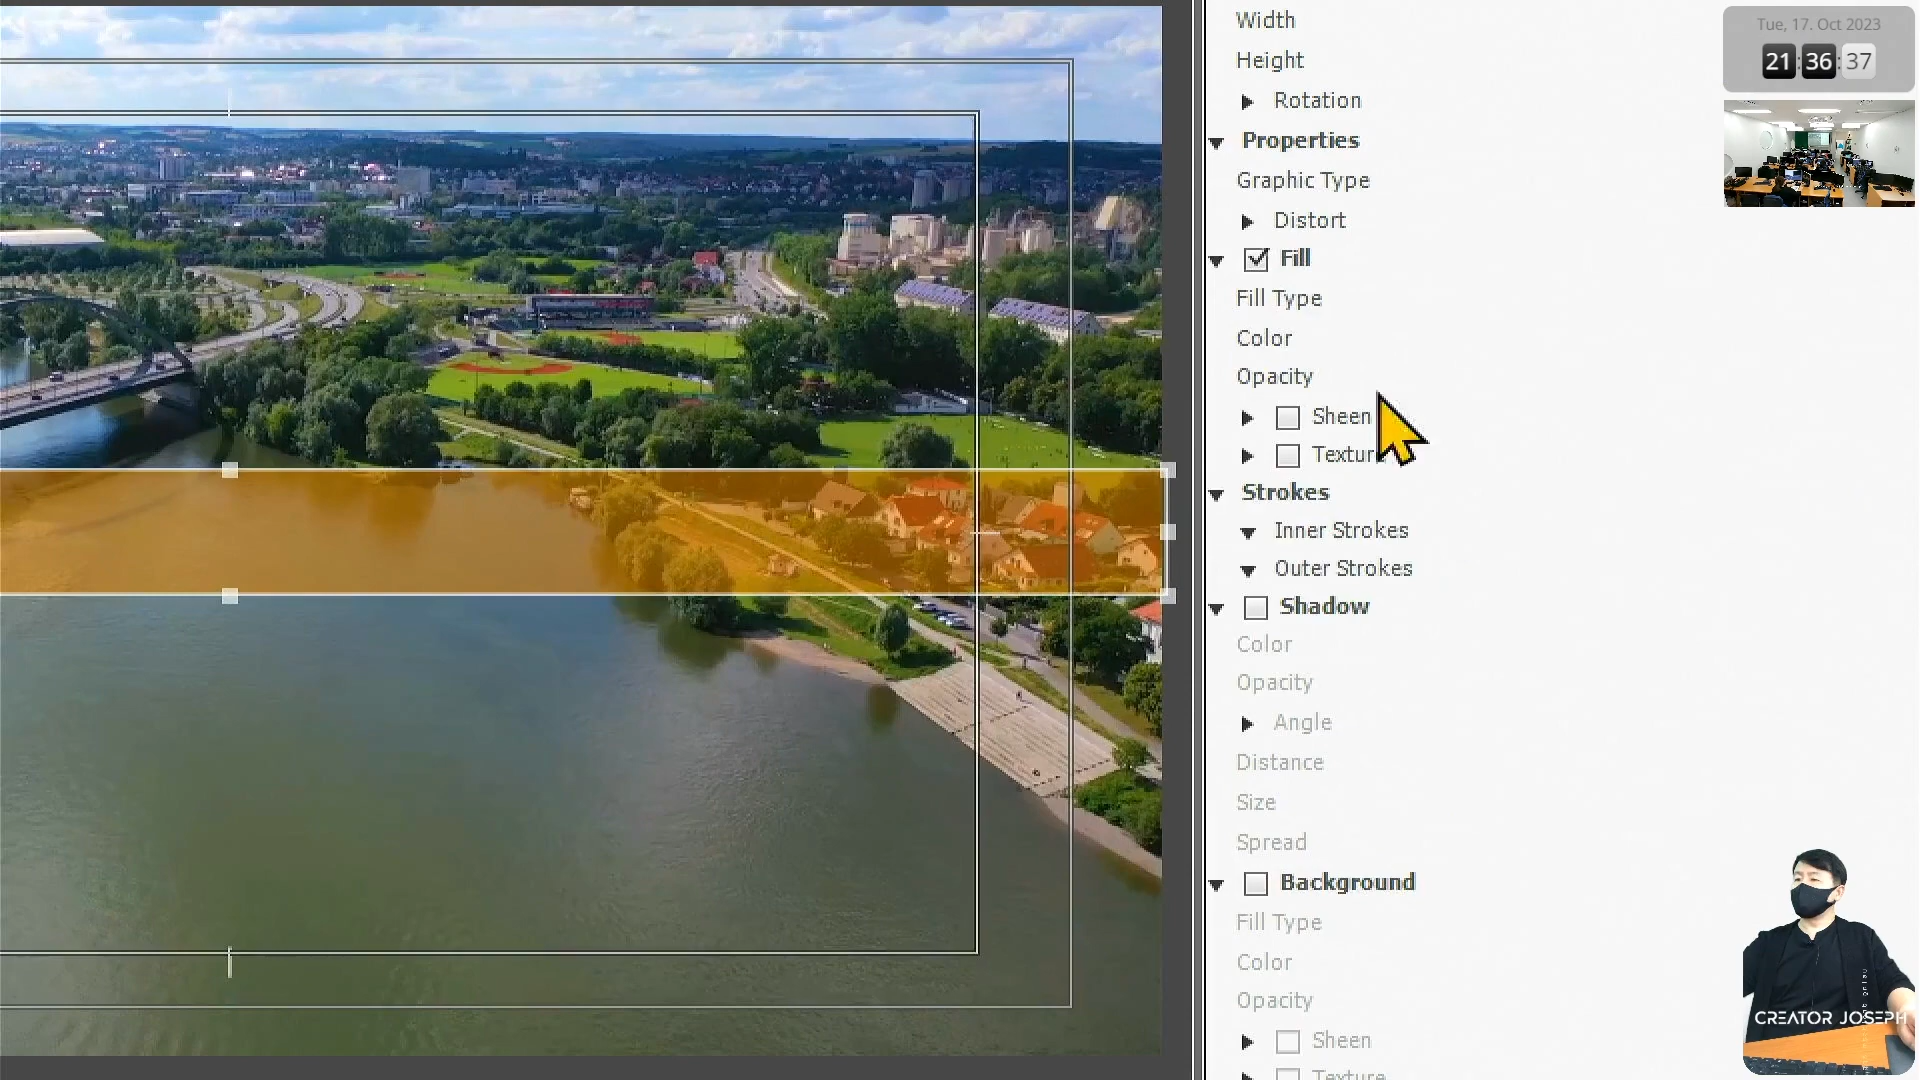 Width
Height
Rotation
Properties
Graphic Type
Distort
Fill
Fill Type
Color
Opacity
Sheen
Textur
Strokes
Inner Strokes
Outer Strokes
Shadow
Color
Opacity
Angle
Distance
Size
Spread
Background
Fill Type
Color
Opacity
Sheen
Texture
Tue, 17. Oct 2023
21:36:37
CREATOR JOSEPH